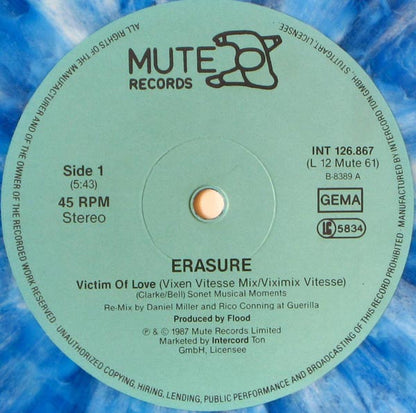 ALL RIGHTS OF THE MANUFACTURER AND OF THE OWNER OF THE RECORDED WORK RESERVED.
UNAUTHORIZED COPYING, HIRING, LENDING, PUBLIC PERFORMANCE AND BROADCASTING OF THIS RECORD PROHIBITED
MARKETED BY INTERCORD TON GMBH, STUTTGART LICENSEE
MUTE
RECORDS
Side 1
(5:43)
45 RPM
Stereo
INT 126.867
(L 12 Mute 61)
B-8389 A
GEMA
LC 5834
ERASURE
Victim Of Love (Vixen Vitesse Mix/Viximix Vitesse)
(Clarke/Bell) Sonet Musical Moments
Re-Mix by Daniel Miller and Rico Conning at Guerilla
Produced by Flood
℗ & © 1987 Mute Records Limited
Marketed by Intercord Ton
GmbH, Licensee